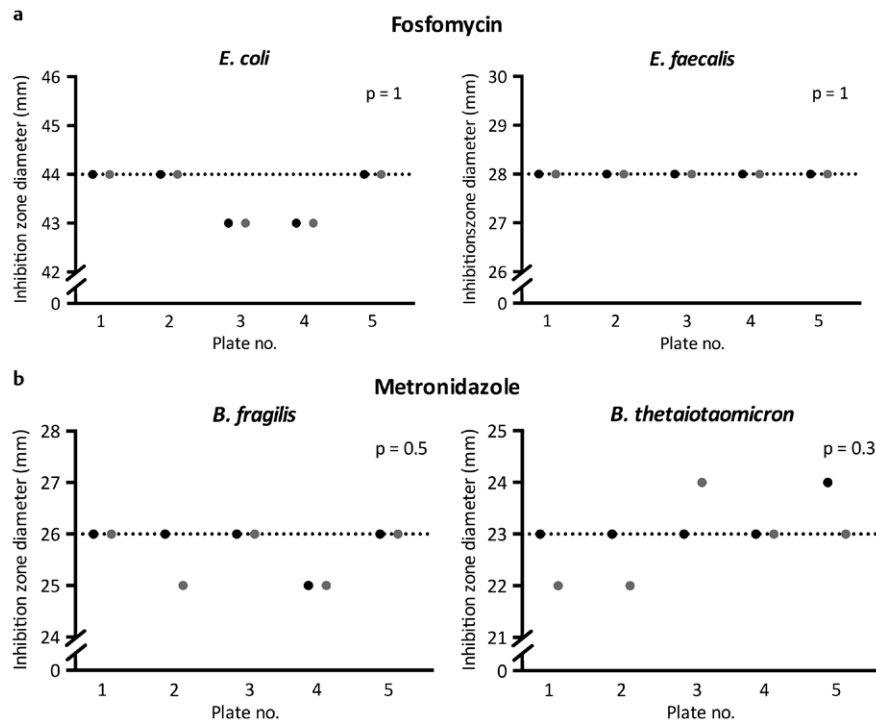 a
Fosfomycin
E. coli
E. faecalis
Inhibition zone diameter (mm)
46
45
44
43
42
0
p = 1
1 2 3 4 5
Plate no.
Inhibitionszone diameter (mm)
30
29
28
27
26
0
p = 1
1 2 3 4 5
Plate no.
b
Metronidazole
B. fragilis
B. thetaiotaomicron
Inhibition zone diameter (mm)
28
27
26
25
24
0
p = 0.5
1 2 3 4 5
Plate no.
Inhibition zone diameter (mm)
25
24
23
22
21
0
p = 0.3
1 2 3 4 5
Plate no.